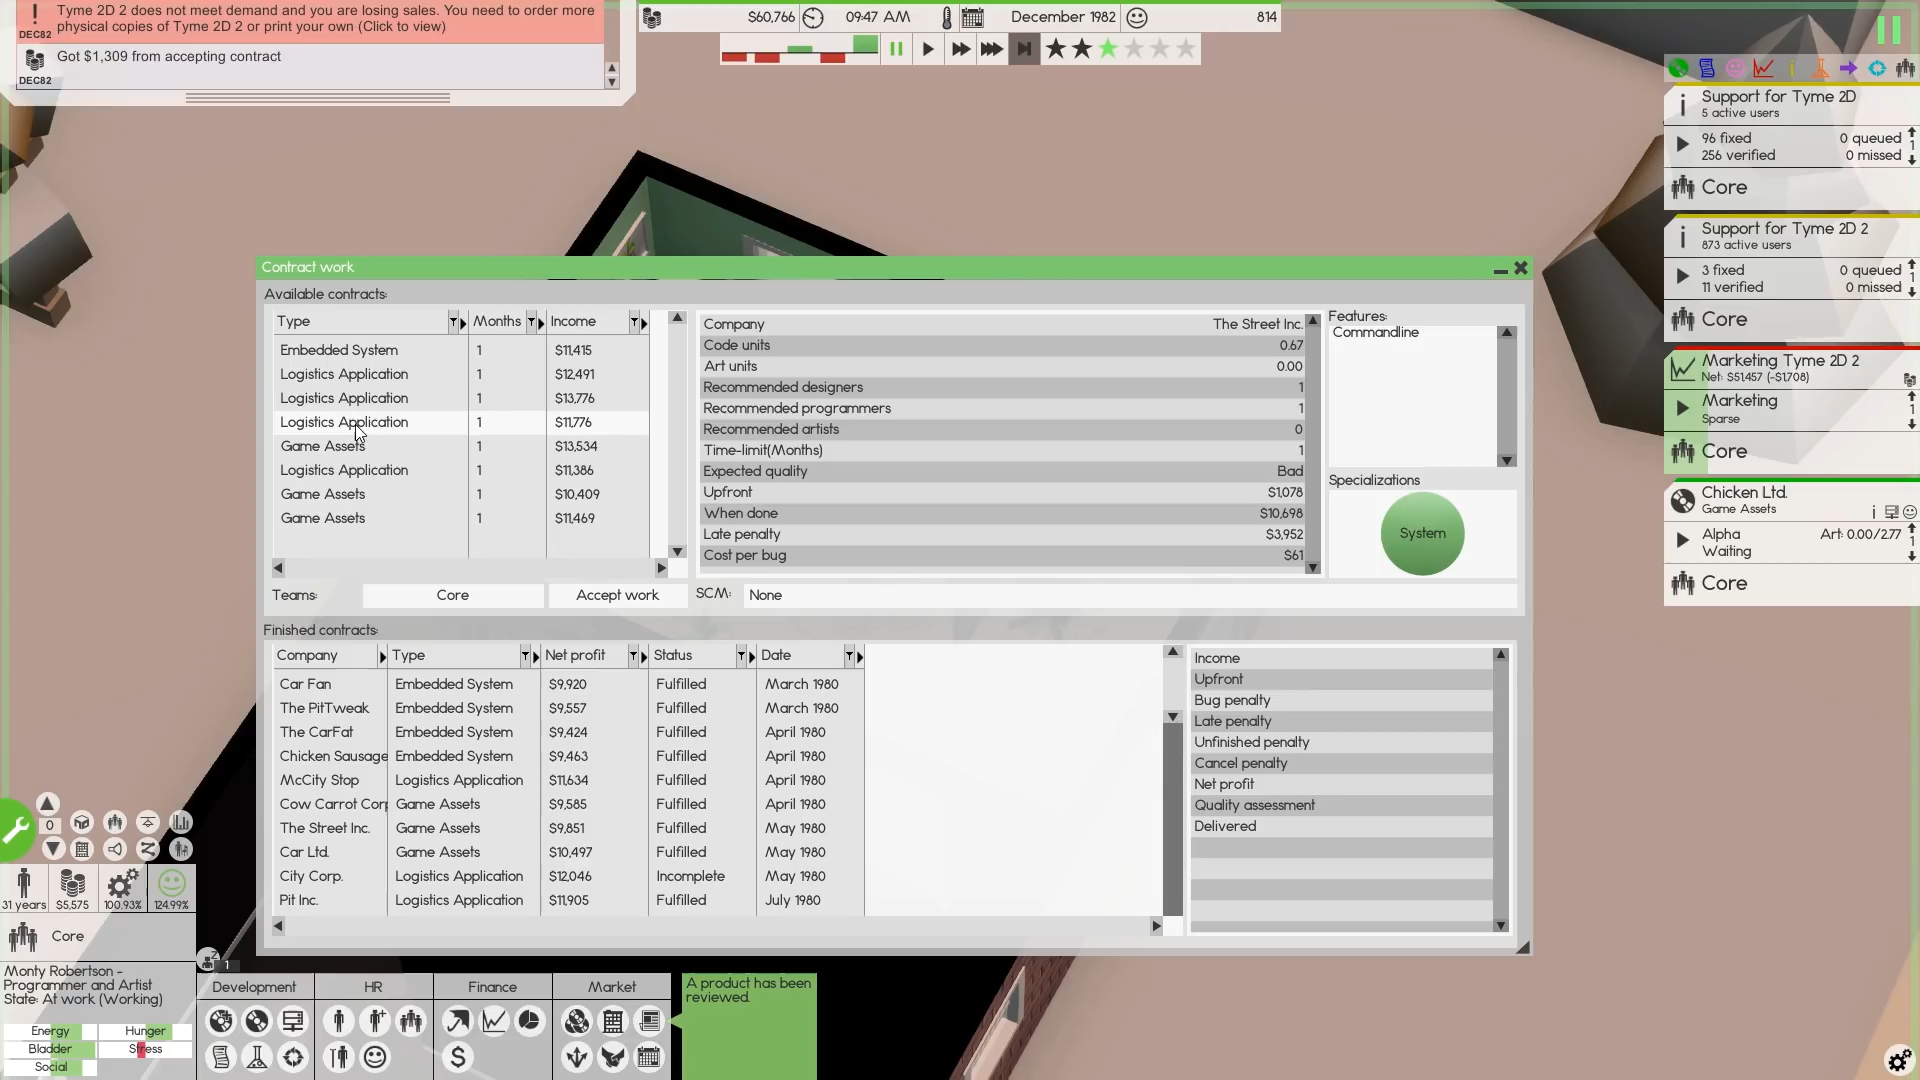 Tyme 2D 2 does not meet demand and you are losing sales. You need to order more
physical copies of Tyme 2D 2 or print your own (Click to view)
DEC82
Got $1,309 from accepting contract
DEC82
$60,766
09:47 AM
December 1982
814
Support for Tyme 2D
5 active users
96 fixed
0 queued
256 verified
0 missed
1
Core
Support for Tyme 2D 2
873 active users
3 fixed
0 queued
11 verified
0 missed
1
Core
Marketing Tyme 2D 2
Net: $51,457 (-$1,708)
Marketing
Sparse
1
Core
Chicken Ltd.
Game Assets
Alpha
Art: 0.00/2.77
Waiting
1
Core
Contract work
Available contracts:
Type Months Income
Embedded System 1 $11,415
Logistics Application 1 $12,491
Logistics Application 1 $13,776
Logistics Application 1 $11,776
Game Assets 1 $13,534
Logistics Application 1 $11,386
Game Assets 1 $10,409
Game Assets 1 $11,469
Company The Street Inc.
Code units 0.67
Art units 0.00
Recommended designers 1
Recommended programmers 1
Recommended artists 0
Time-limit(Months) 1
Expected quality Bad
Upfront $1,078
When done $10,698
Late penalty $3,952
Cost per bug $61
Features:
Commandline
Specializations
System
Teams: Core Accept work SCM: None
Finished contracts:
Company Type Net profit Status Date
Car Fan Embedded System $9,920 Fulfilled March 1980
The PitTweak Embedded System $9,557 Fulfilled March 1980
The CarFat Embedded System $9,424 Fulfilled April 1980
Chicken Sausage Embedded System $9,463 Fulfilled April 1980
McCity Stop Logistics Application $11,634 Fulfilled April 1980
Cow Carrot Corp Game Assets $9,585 Fulfilled April 1980
The Street Inc. Game Assets $9,851 Fulfilled May 1980
Car Ltd. Game Assets $10,497 Fulfilled May 1980
City Corp. Logistics Application $12,046 Incomplete May 1980
Pit Inc. Logistics Application $11,905 Fulfilled July 1980
Income
Upfront
Bug penalty
Late penalty
Unfinished penalty
Cancel penalty
Net profit
Quality assessment
Delivered
0
31 years $5,575 100.93% 124.99%
Core
Monty Robertson -
Programmer and Artist
State: At work (Working)
Energy Hunger
Bladder Stress
Social
2
1
Development HR Finance Market
A product has been
reviewed.